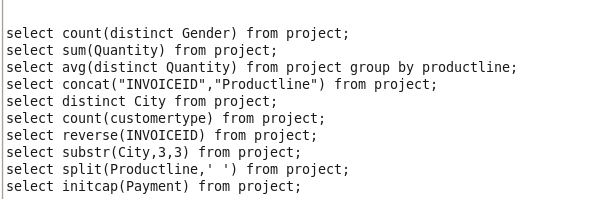 select count(distinct Gender) from project;
select sum(Quantity) from project;
select avg(distinct Quantity) from project group by productline;
select concat("INVOICEID","Productline") from project;
select distinct City from project;
select count(customertype) from project;
select reverse(INVOICEID) from project;
select substr(City,3,3) from project;
select split(Productline,' ') from project;
select initcap(Payment) from project;